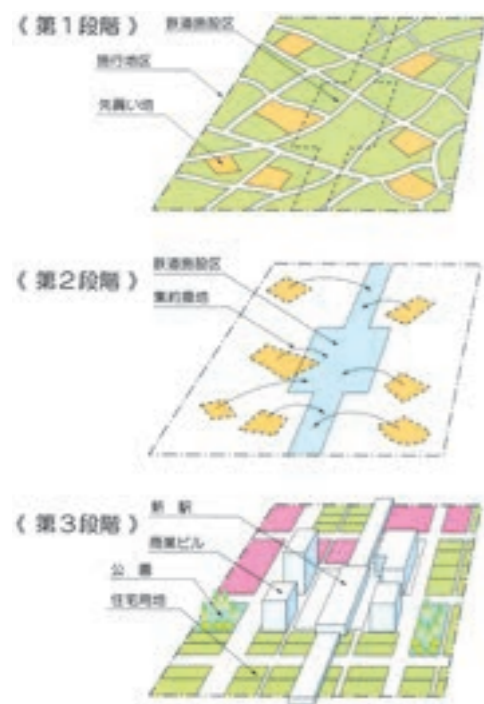 《 第1段階 》
鉄道施設区
施行地区
先買い地
《 第2段階 》
鉄道施設区
集約換地
《 第3段階 》
新 駅
商業ビル
公 園
住宅用地